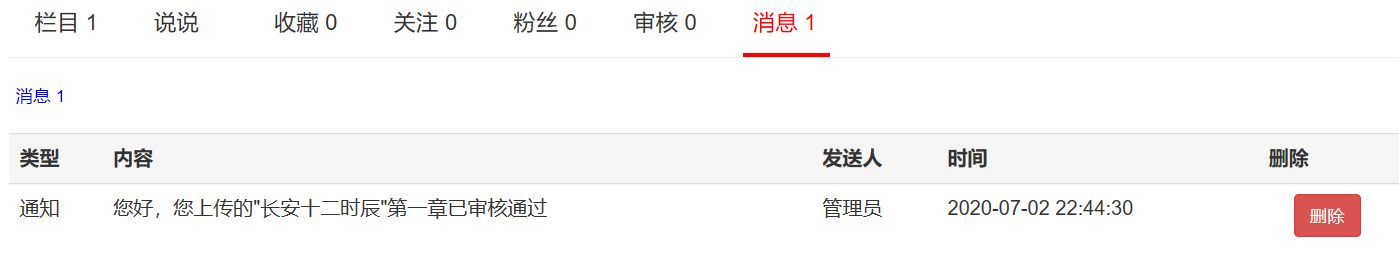 栏目 1 说说 收藏 0 关注 0 粉丝 0 审核 0 消息 1
消息 1
类型 内容 发送人 时间 删除
通知 您好，您上传的"长安十二时辰"第一章已审核通过 管理员 2020-07-02 22:44:30 删除